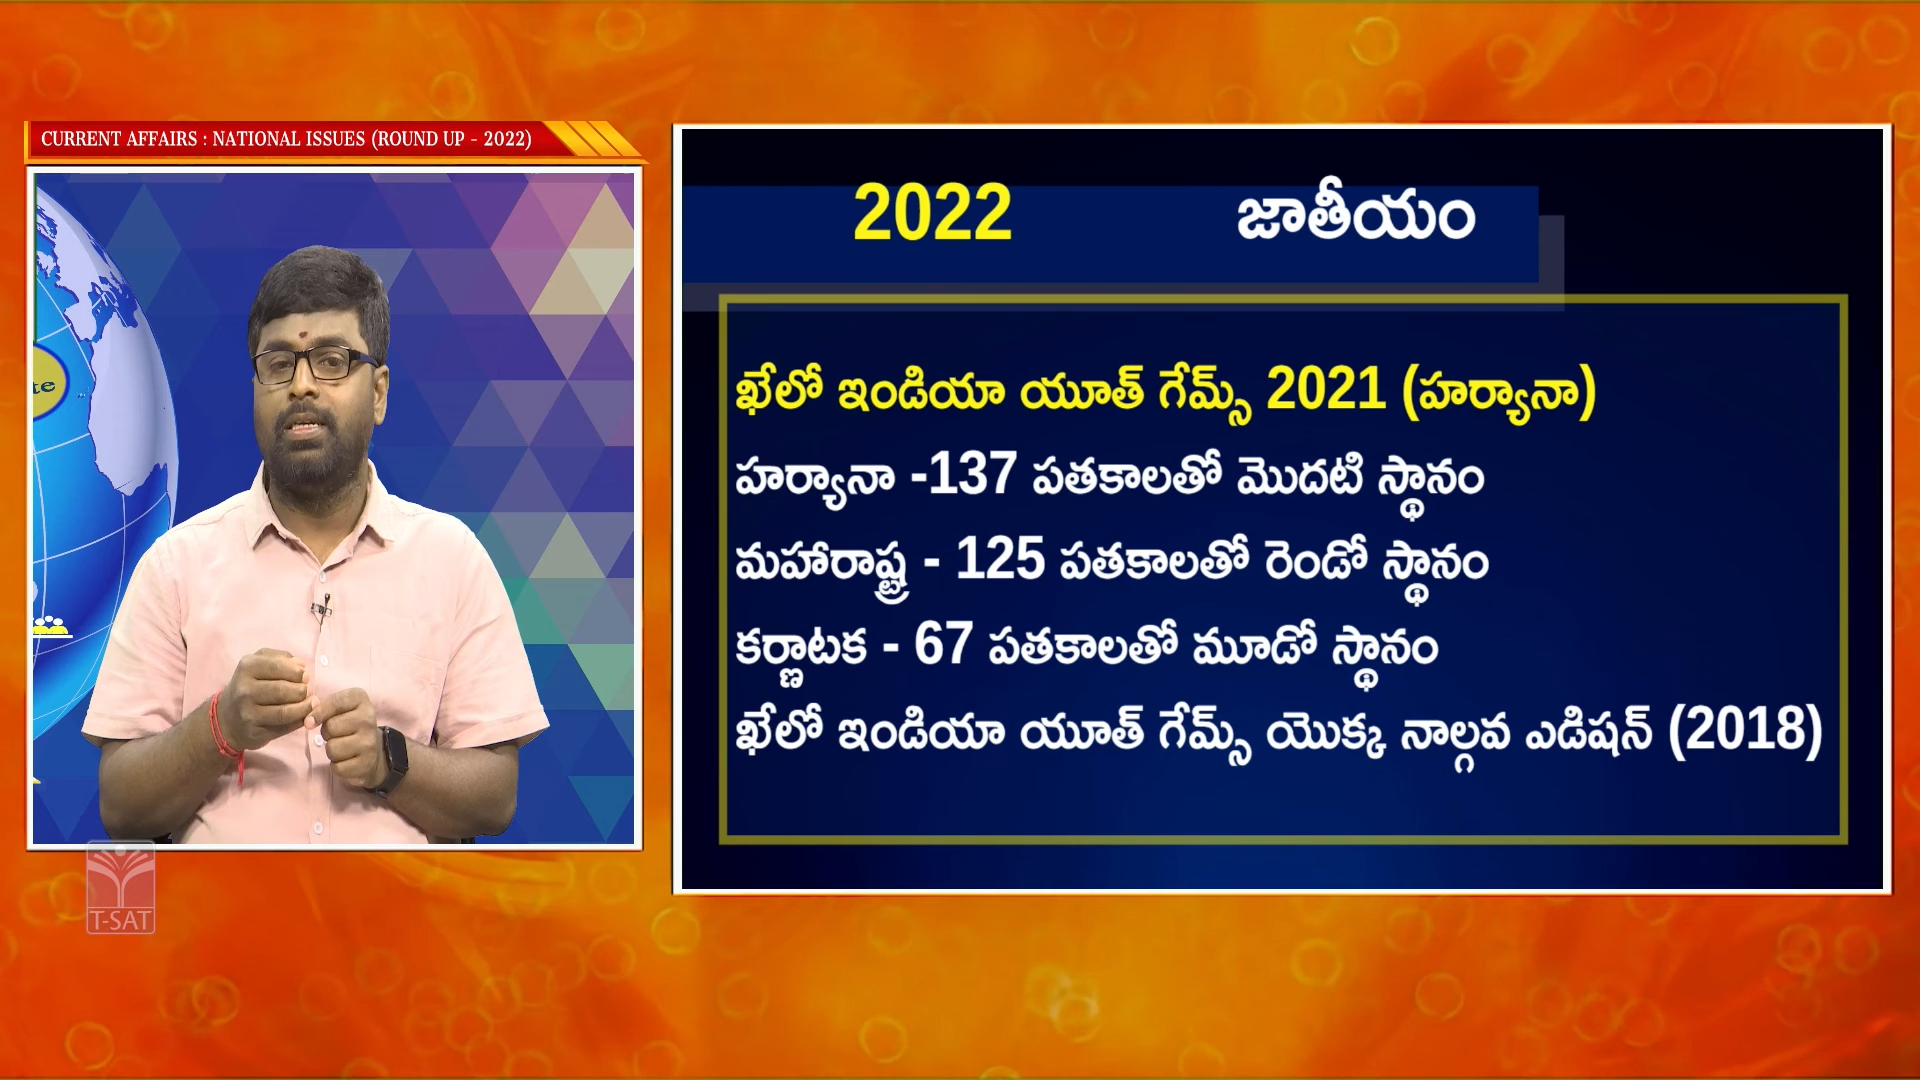 CURRENT AFFAIRS : NATIONAL ISSUES (ROUND UP - 2022)
2022 జాతీయం
ఖేలో ఇండియా యూత్ గేమ్స్ 2021 (హర్యానా)
హర్యానా -137 పతకాలతో మొదటి స్థానం
మహారాష్ట్ర - 125 పతకాలతో రెండో స్థానం
కర్ణాటక - 67 పతకాలతో మూడో స్థానం
ఖేలో ఇండియా యూత్ గేమ్స్ యొక్క నాల్గవ ఎడిషన్ (2018)
te
T-SAT